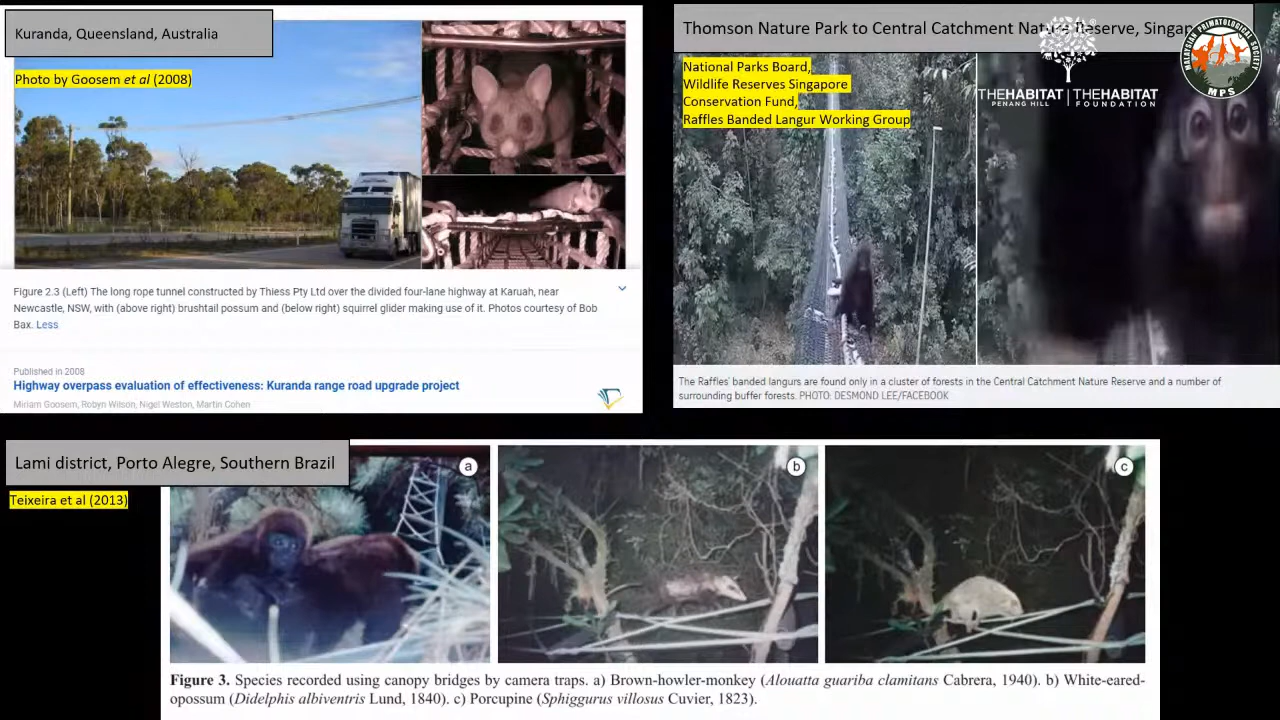 Kuranda, Queensland, Australia
Photo by Goosem et al (2008)
Figure 2.3 (Left) The long rope tunnel constructed by Thiess Pty Ltd over the divided four-lane highway at Karuah, near
Newcastle, NSW, with (above right) brushtail possum and (below right) squirrel glider making use of it. Photos courtesy of Bob
Bax. Less
Published in 2008
Highway overpass evaluation of effectiveness: Kuranda range road upgrade project
Miriam Goosem, Robyn Wilson, Nigel Weston, Martin Cohen
Thomson Nature Park to Central Catchment Nature Reserve, Singap
National Parks Board,
Wildlife Reserves Singapore
Conservation Fund,
Raffles Banded Langur Working Group
THEHABITAT
PENANG HILL
THEHABITAT
FOUNDATION
MALAYSIAN PRIMATOLOGICAL SOCIETY
MPS
The Raffles' banded langurs are found only in a cluster of forests in the Central Catchment Nature Reserve and a number of
surrounding buffer forests. PHOTO: DESMOND LEE/FACEBOOK
Lami district, Porto Alegre, Southern Brazil
Teixeira et al (2013)
a
b
c
Figure 3. Species recorded using canopy bridges by camera traps. a) Brown-howler-monkey (Alouatta guariba clamitans Cabrera, 1940). b) White-eared-
opossum (Didelphis albiventris Lund, 1840). c) Porcupine (Sphiggurus villosus Cuvier, 1823).